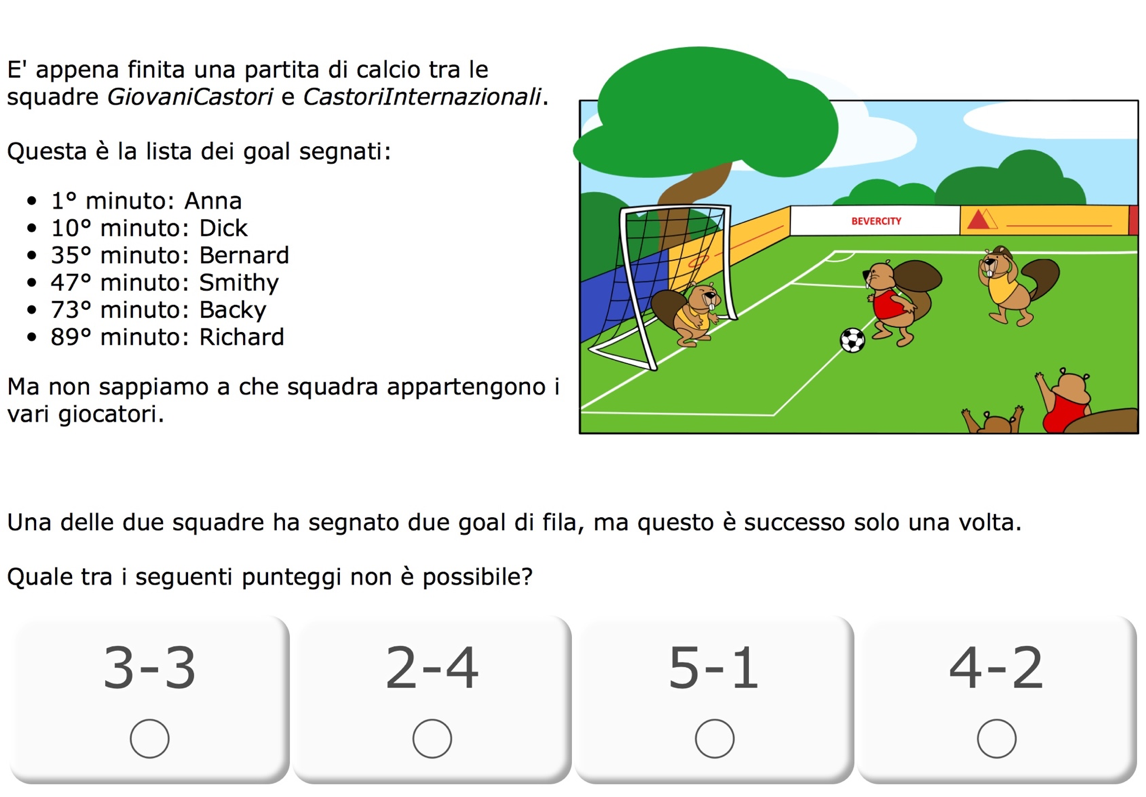 E' appena finita una partita di calcio tra le
squadre GiovaniCastori e CastoriInternazionali.
Questa è la lista dei goal segnati:
• 1° minuto: Anna
• 10° minuto: Dick
• 35° minuto: Bernard
• 47° minuto: Smithy
• 73° minuto: Backy
• 89° minuto: Richard
Ma non sappiamo a che squadra appartengono i
vari giocatori.
BEVERCITY
Una delle due squadre ha segnato due goal di fila, ma questo è successo solo una volta.
Quale tra i seguenti punteggi non è possibile?
3-3 2-4 5-1 4-2